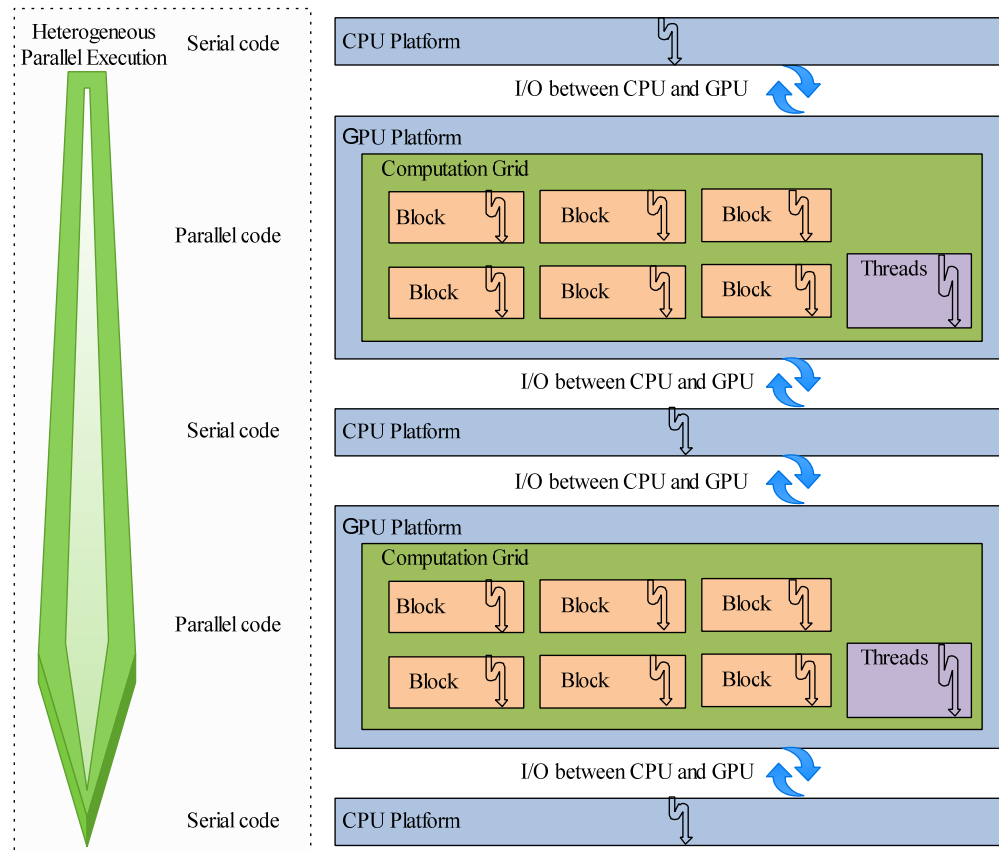 Heterogeneous
Parallel Execution
Serial code
CPU Platform
I/O between CPU and GPU
Parallel code
GPU Platform
Computation Grid
Block
Block
Block
Block
Block
Block
Threads
I/O between CPU and GPU
Serial code
CPU Platform
I/O between CPU and GPU
Parallel code
GPU Platform
Computation Grid
Block
Block
Block
Block
Block
Block
Threads
I/O between CPU and GPU
Serial code
CPU Platform